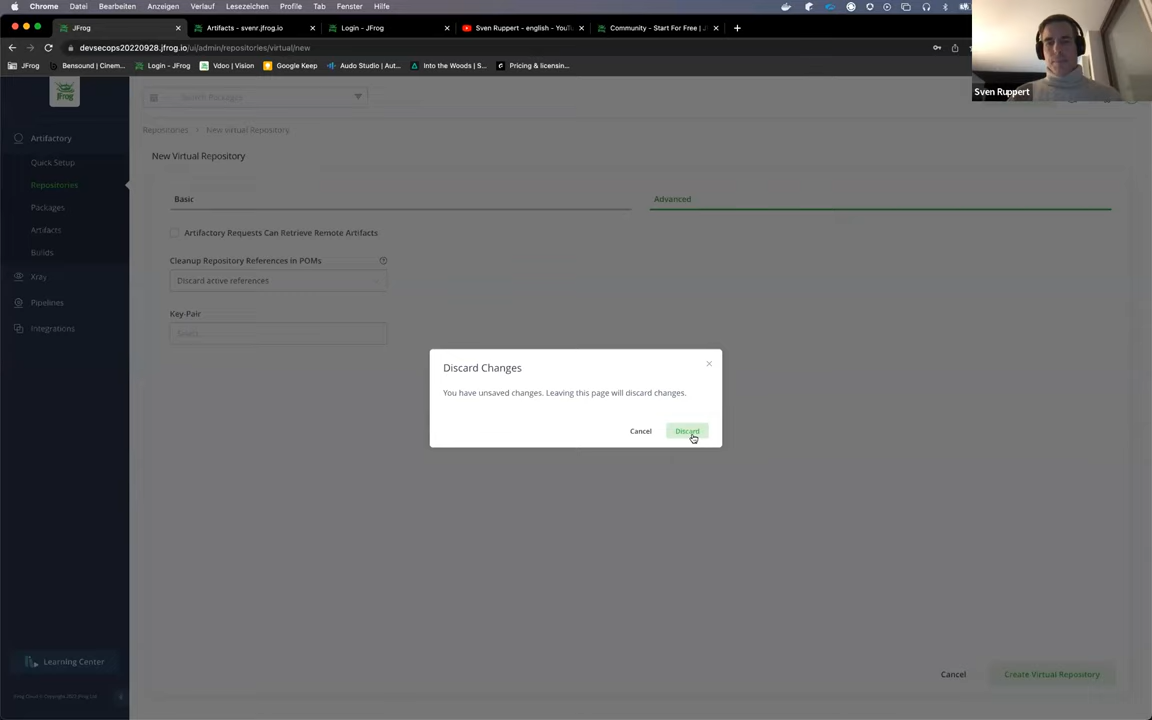 Chrome Datei Bearbeiten Anzeigen Verlauf Lesezeichen Profile Tab Fenster Hilfe
JFrog
Artifacts - svenr.jfrog.io
Login - JFrog
Sven Ruppert - english - YouTu
Community - Start For Free | J
devsecops20220928.jfrog.io/ui/admin/repositories/virtual/new
JFrog
Bensound | Cinem...
Login - JFrog
Vdoo | Vision
Google Keep
Audo Studio | Aut...
Into the Woods | S...
Pricing & licensin...
Sven Ruppert
JFrog
Select Packages
Artifactory
Quick Setup
Repositories
Packages
Artifacts
Builds
Xray
Pipelines
Integrations
Repositories > New Virtual Repository
New Virtual Repository
Basic
Advanced
Artifactory Requests Can Retrieve Remote Artifacts
Cleanup Repository References in POMs
Discard active references
Key-Pair
Select...
Discard Changes
You have unsaved changes. Leaving this page will discard changes.
Cancel
Discard
Learning Center
Cancel
Create Virtual Repository